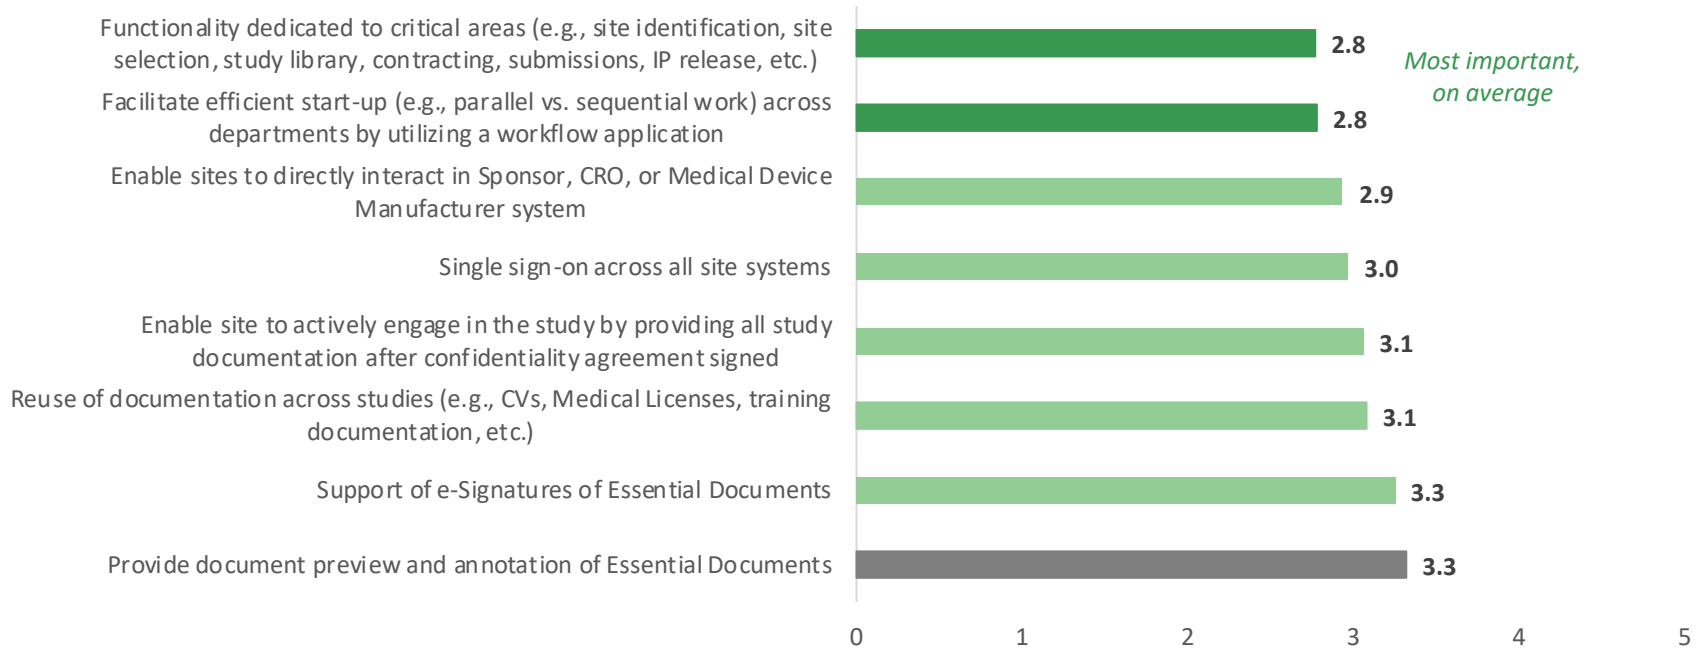 Functionality dedicated to critical areas (e.g., site identification, site
selection, study library, contracting, submissions, IP release, etc.)
2.8
Most important,
on average
Facilitate efficient start-up (e.g., parallel vs. sequential work) across
departments by utilizing a workflow application
2.8
Enable sites to directly interact in Sponsor, CRO, or Medical Device
Manufacturer system
2.9
Single sign-on across all site systems
3.0
Enable site to actively engage in the study by providing all study
documentation after confidentiality agreement signed
3.1
Reuse of documentation across studies (e.g., CVs, Medical Licenses, training
documentation, etc.)
3.1
Support of e-Signatures of Essential Documents
3.3
Provide document preview and annotation of Essential Documents
3.3
0 1 2 3 4 5